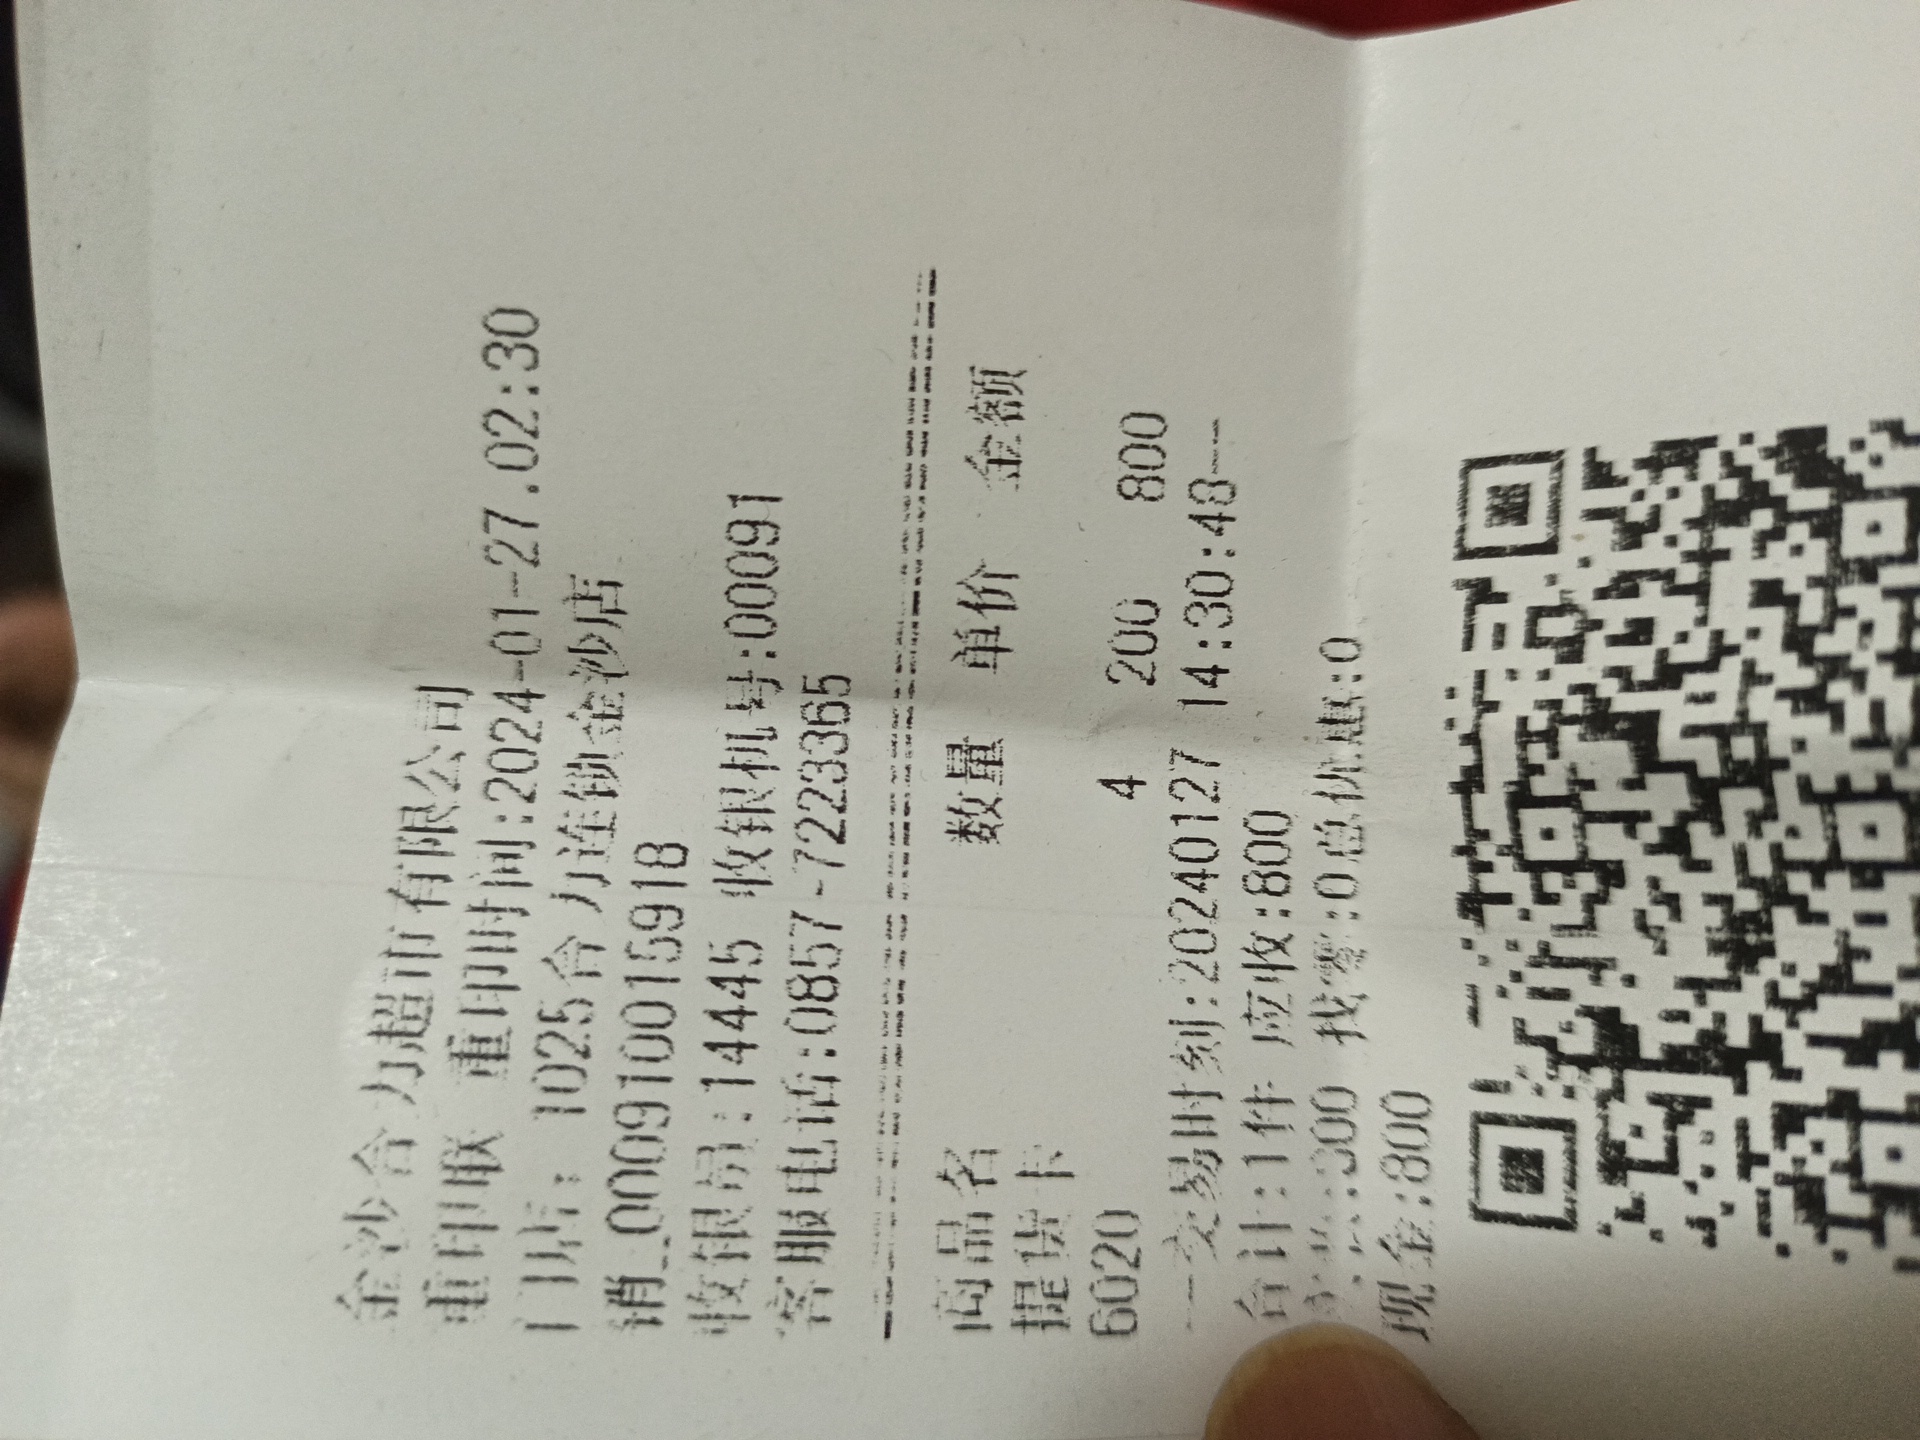 金沙合力超市有限公司
重印联 重印时间:2024-01-27.02:30
门店: 1025合力连锁金沙店
销_00091000159918
收银员:14445 收银机号:00091
客服电话:0857-7223365
商品名 数量 单价 金额
提货卡
6020 4 200 800
--交易时刻:20240127 14:30:48--
合计:1件 应收:800
:800 找零:0总优惠:0
现金:800